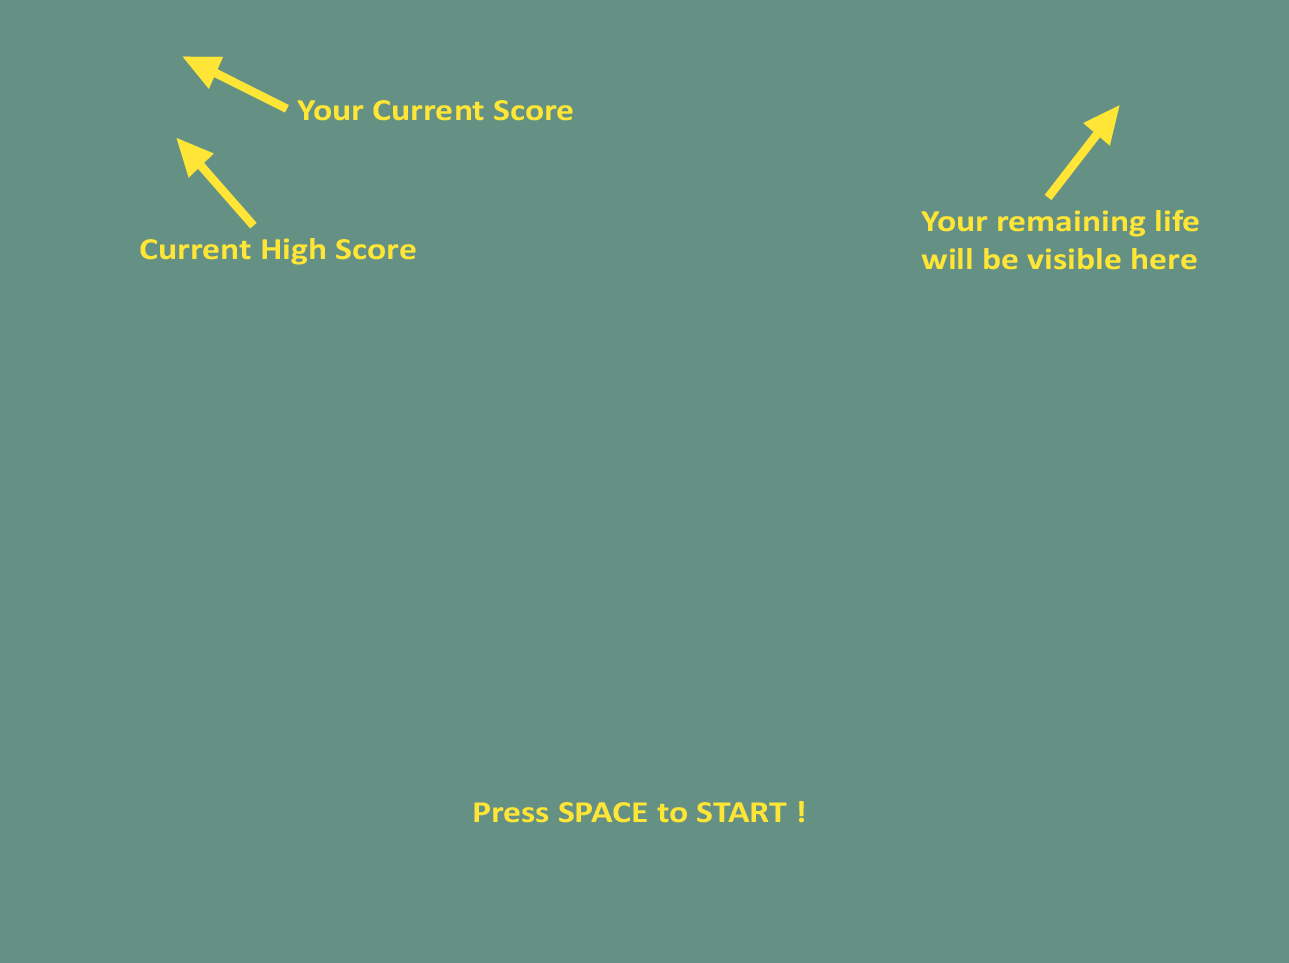 Your Current Score
Current High Score
Your remaining life
will be visible here
Press SPACE to START !